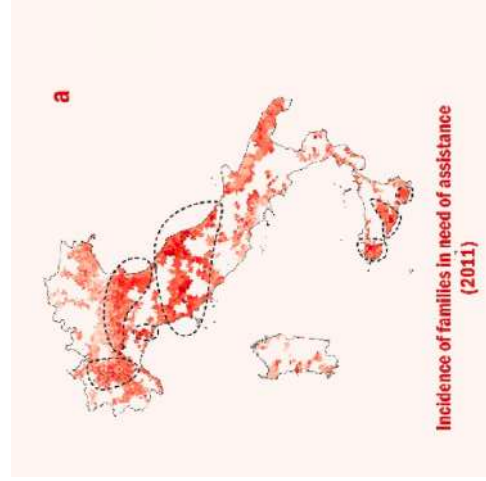 a
Incidence of families in need of assistance
(2011)